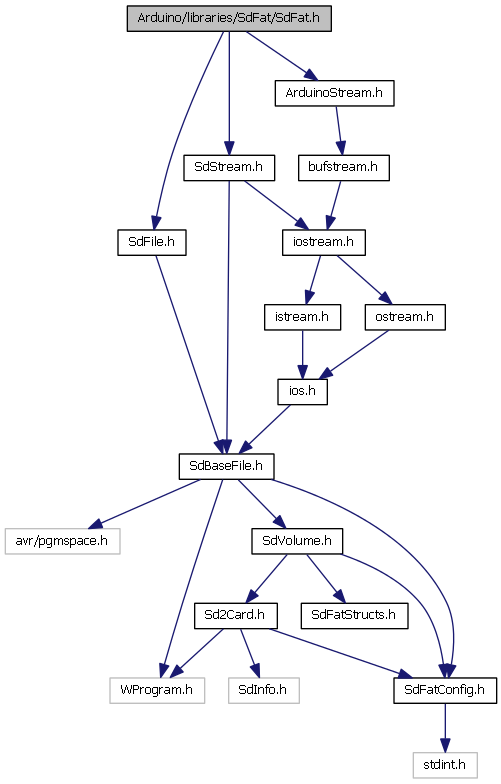 Arduino/libraries/SdFat/SdFat.h
ArduinoStream.h
SdStream.h
bufstream.h
SdFile.h
iostream.h
istream.h
ostream.h
ios.h
SdBaseFile.h
avr/pgmspace.h
SdVolume.h
Sd2Card.h
SdFatStructs.h
WProgram.h
SdInfo.h
SdFatConfig.h
stdint.h